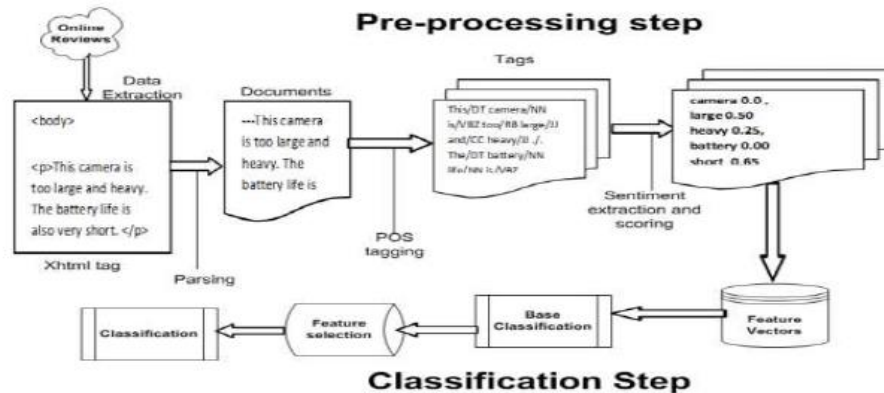 Online
Reviews
Pre-processing step
Data
Extraction
Documents
Tags
<body>
<p>This camera is
too large and heavy.
The battery life is
also very short. </p>
Xhtml tag
Parsing
---This camera
is too large and
heavy. The
battery life is
POS
tagging
This/DT camera/NN
is/VBZ too/RB large/JJ
and/CC heavy/JJ ./.
The/DT battery/NN
life/NN is/VBZ
Sentiment
extraction and
scoring
camera 0.0 ,
large 0.50
heavy 0.25,
battery 0.00
short 0.65
Classification
Feature
selection
Base
Classification
Feature
Vectors
Classification Step